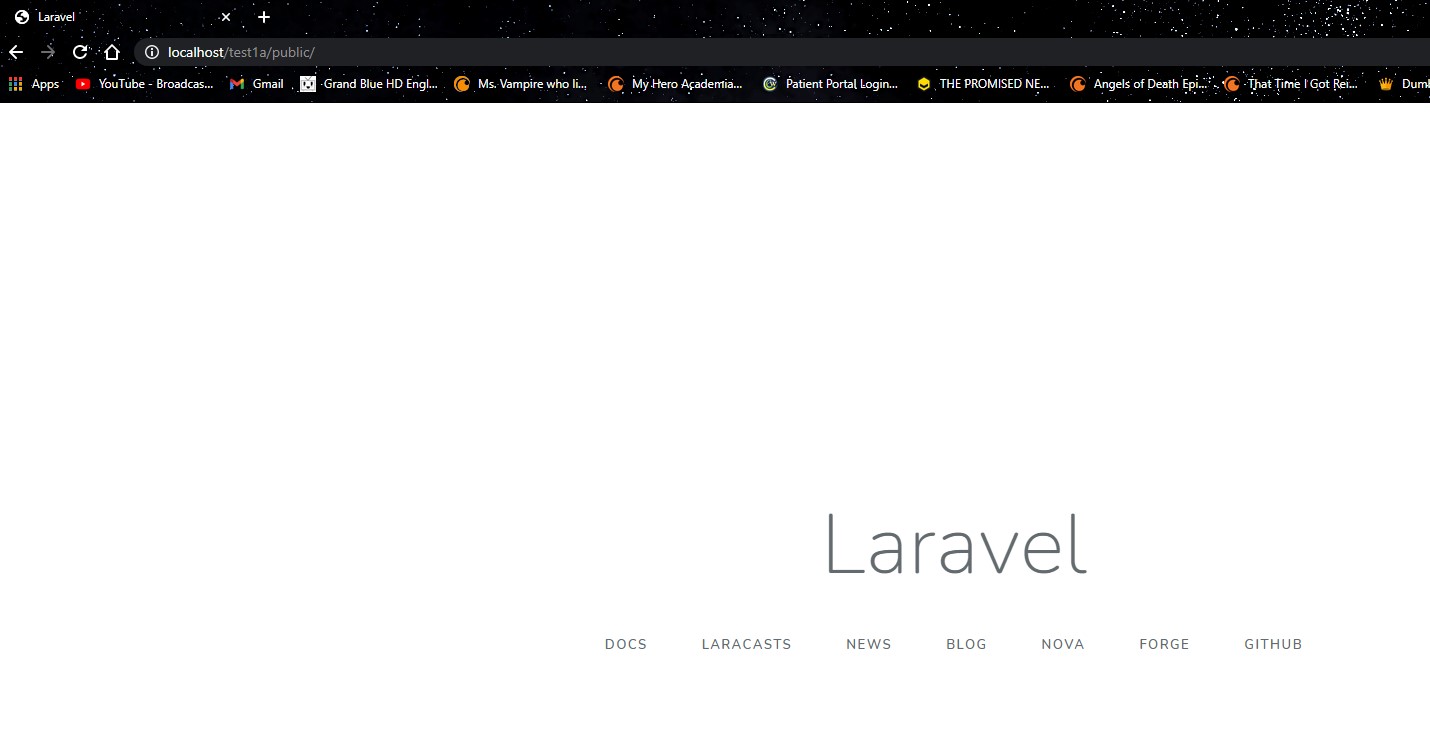 Laravel
localhost/test1a/public/
Apps YouTube - Broadcas... Gmail Grand Blue HD Engl... Ms. Vampire who li... My Hero Academia... Patient Portal Login... THE PROMISED NE... Angels of Death Epi... That Time I Got Rei... Dumb
Laravel
DOCS LARACASTS NEWS BLOG NOVA FORGE GITHUB